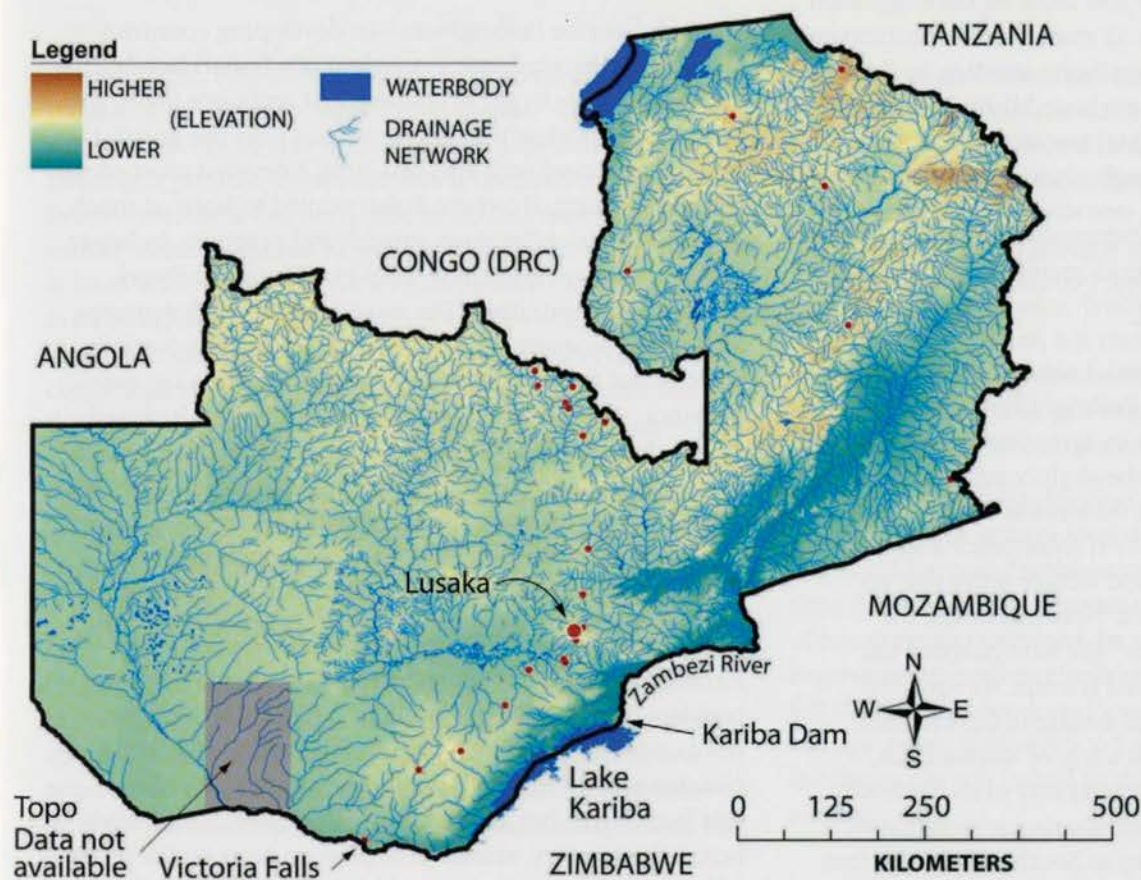 TANZANIA
Legend
HIGHER
(ELEVATION)
LOWER
WATERBODY
DRAINAGE
NETWORK
CONGO (DRC)
ANGOLA
Lusaka
MOZAMBIQUE
Zambezi River
N
W
E
S
Kariba Dam
Lake
Kariba
Topo
Data not
available
Victoria Falls
ZIMBABWE
0 125 250 500
KILOMETERS